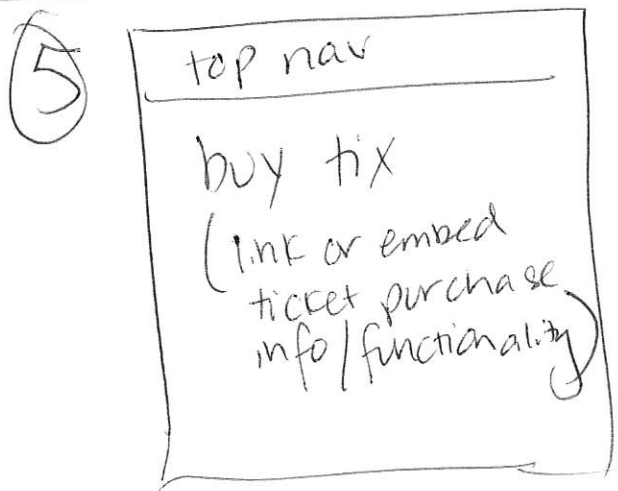 5
top nav
buy tix
(link or embed
ticket purchase
info/functionality)